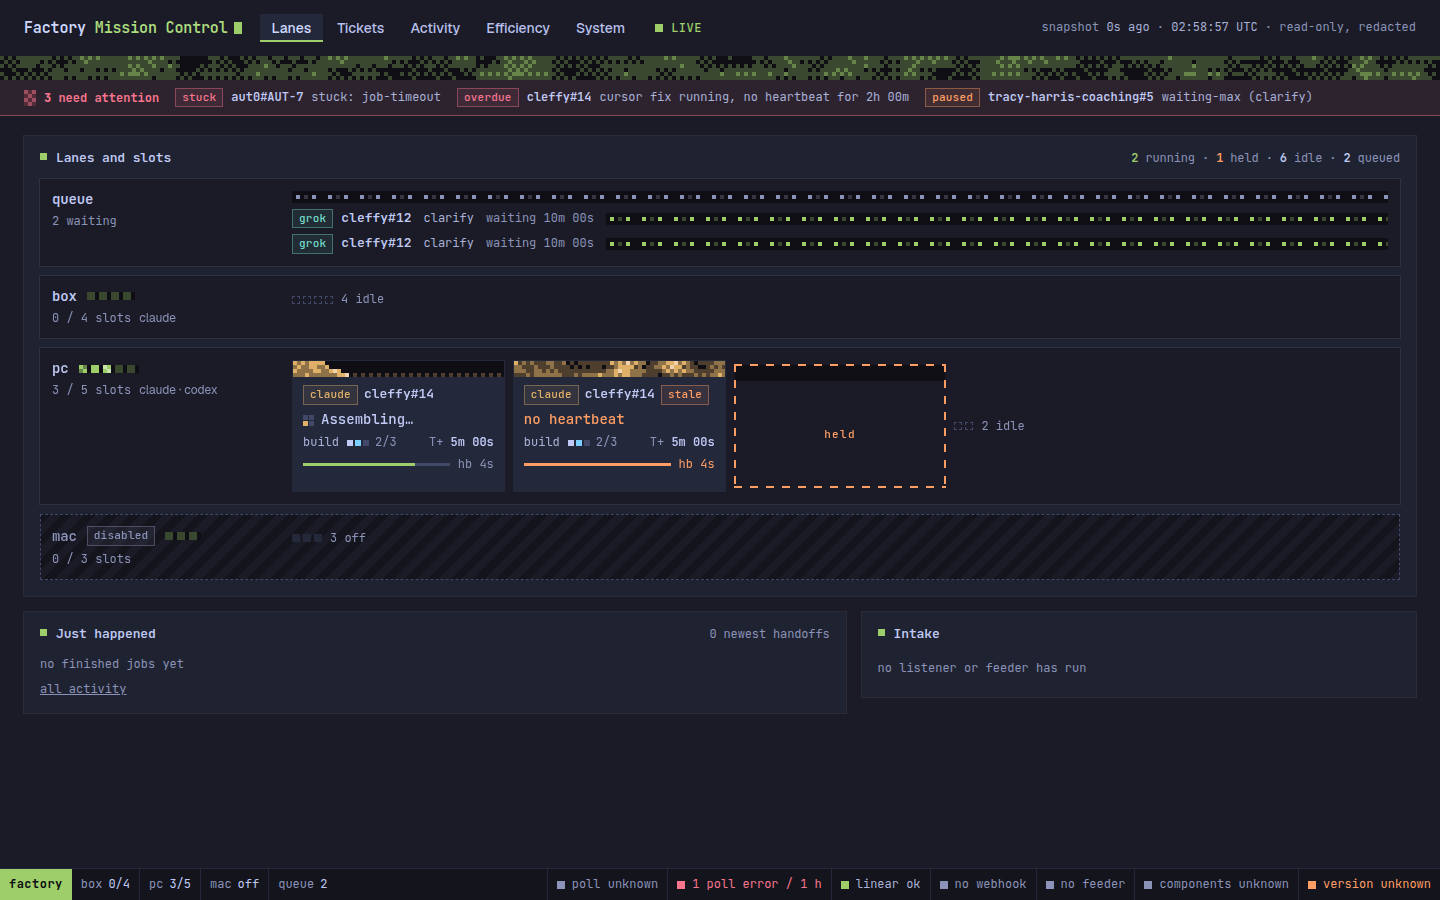 Factory Mission Control Lanes Tickets Activity Efficiency System LIVE snapshot 0s ago · 02:58:57 UTC · read-only, redacted
3 need attention stuck aut0#AUT-7 stuck: job-timeout overdue cleffy#14 cursor fix running, no heartbeat for 2h 00m paused tracy-harris-coaching#5 waiting-max (clarify)
Lanes and slots 2 running · 1 held · 6 idle · 2 queued
queue
2 waiting
grok cleffy#12 clarify waiting 10m 00s
grok cleffy#12 clarify waiting 10m 00s
box
0 / 4 slots claude
4 idle
pc
3 / 5 slots claude·codex
claude cleffy#14
Assembling…
build 2/3 T+ 5m 00s
hb 4s
claude cleffy#14 stale
no heartbeat
build 2/3 T+ 5m 00s
hb 4s
held
2 idle
mac disabled
0 / 3 slots
3 off
Just happened 0 newest handoffs
no finished jobs yet
all activity
Intake
no listener or feeder has run
factory box 0/4 pc 3/5 mac off queue 2 poll unknown 1 poll error / 1 h linear ok no webhook no feeder components unknown version unknown